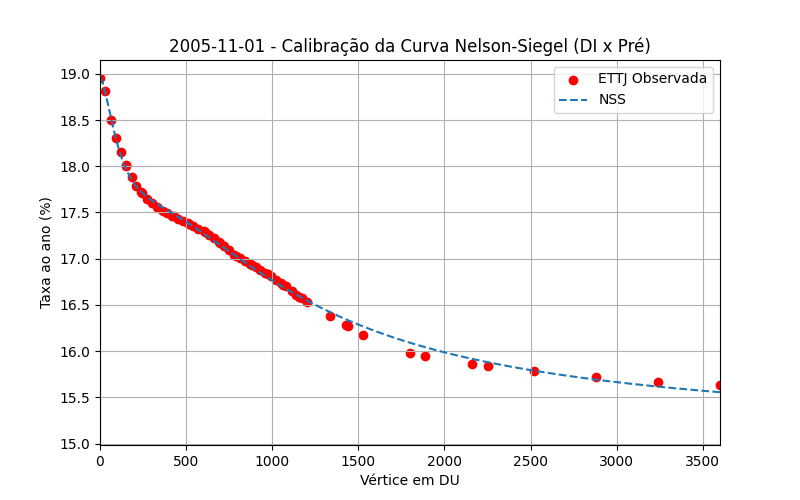 2005-11-01 - Calibração da Curva Nelson-Siegel (DI x Pré)
ETTJ Observada
NSS
Taxa ao ano (%)
19.0
18.5
18.0
17.5
17.0
16.5
16.0
15.5
15.0
0 500 1000 1500 2000 2500 3000 3500
Vértice em DU